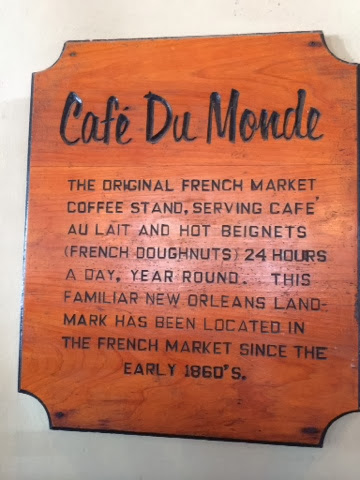 Café Du Monde
THE ORIGINAL FRENCH MARKET
COFFEE STAND, SERVING CAFE'
AU LAIT AND HOT BEIGNETS
(FRENCH DOUGHNUTS) 24 HOURS
A DAY, YEAR ROUND. THIS
FAMILIAR NEW ORLEANS LAND-
MARK HAS BEEN LOCATED IN
THE FRENCH MARKET SINCE THE
EARLY 1860'S.